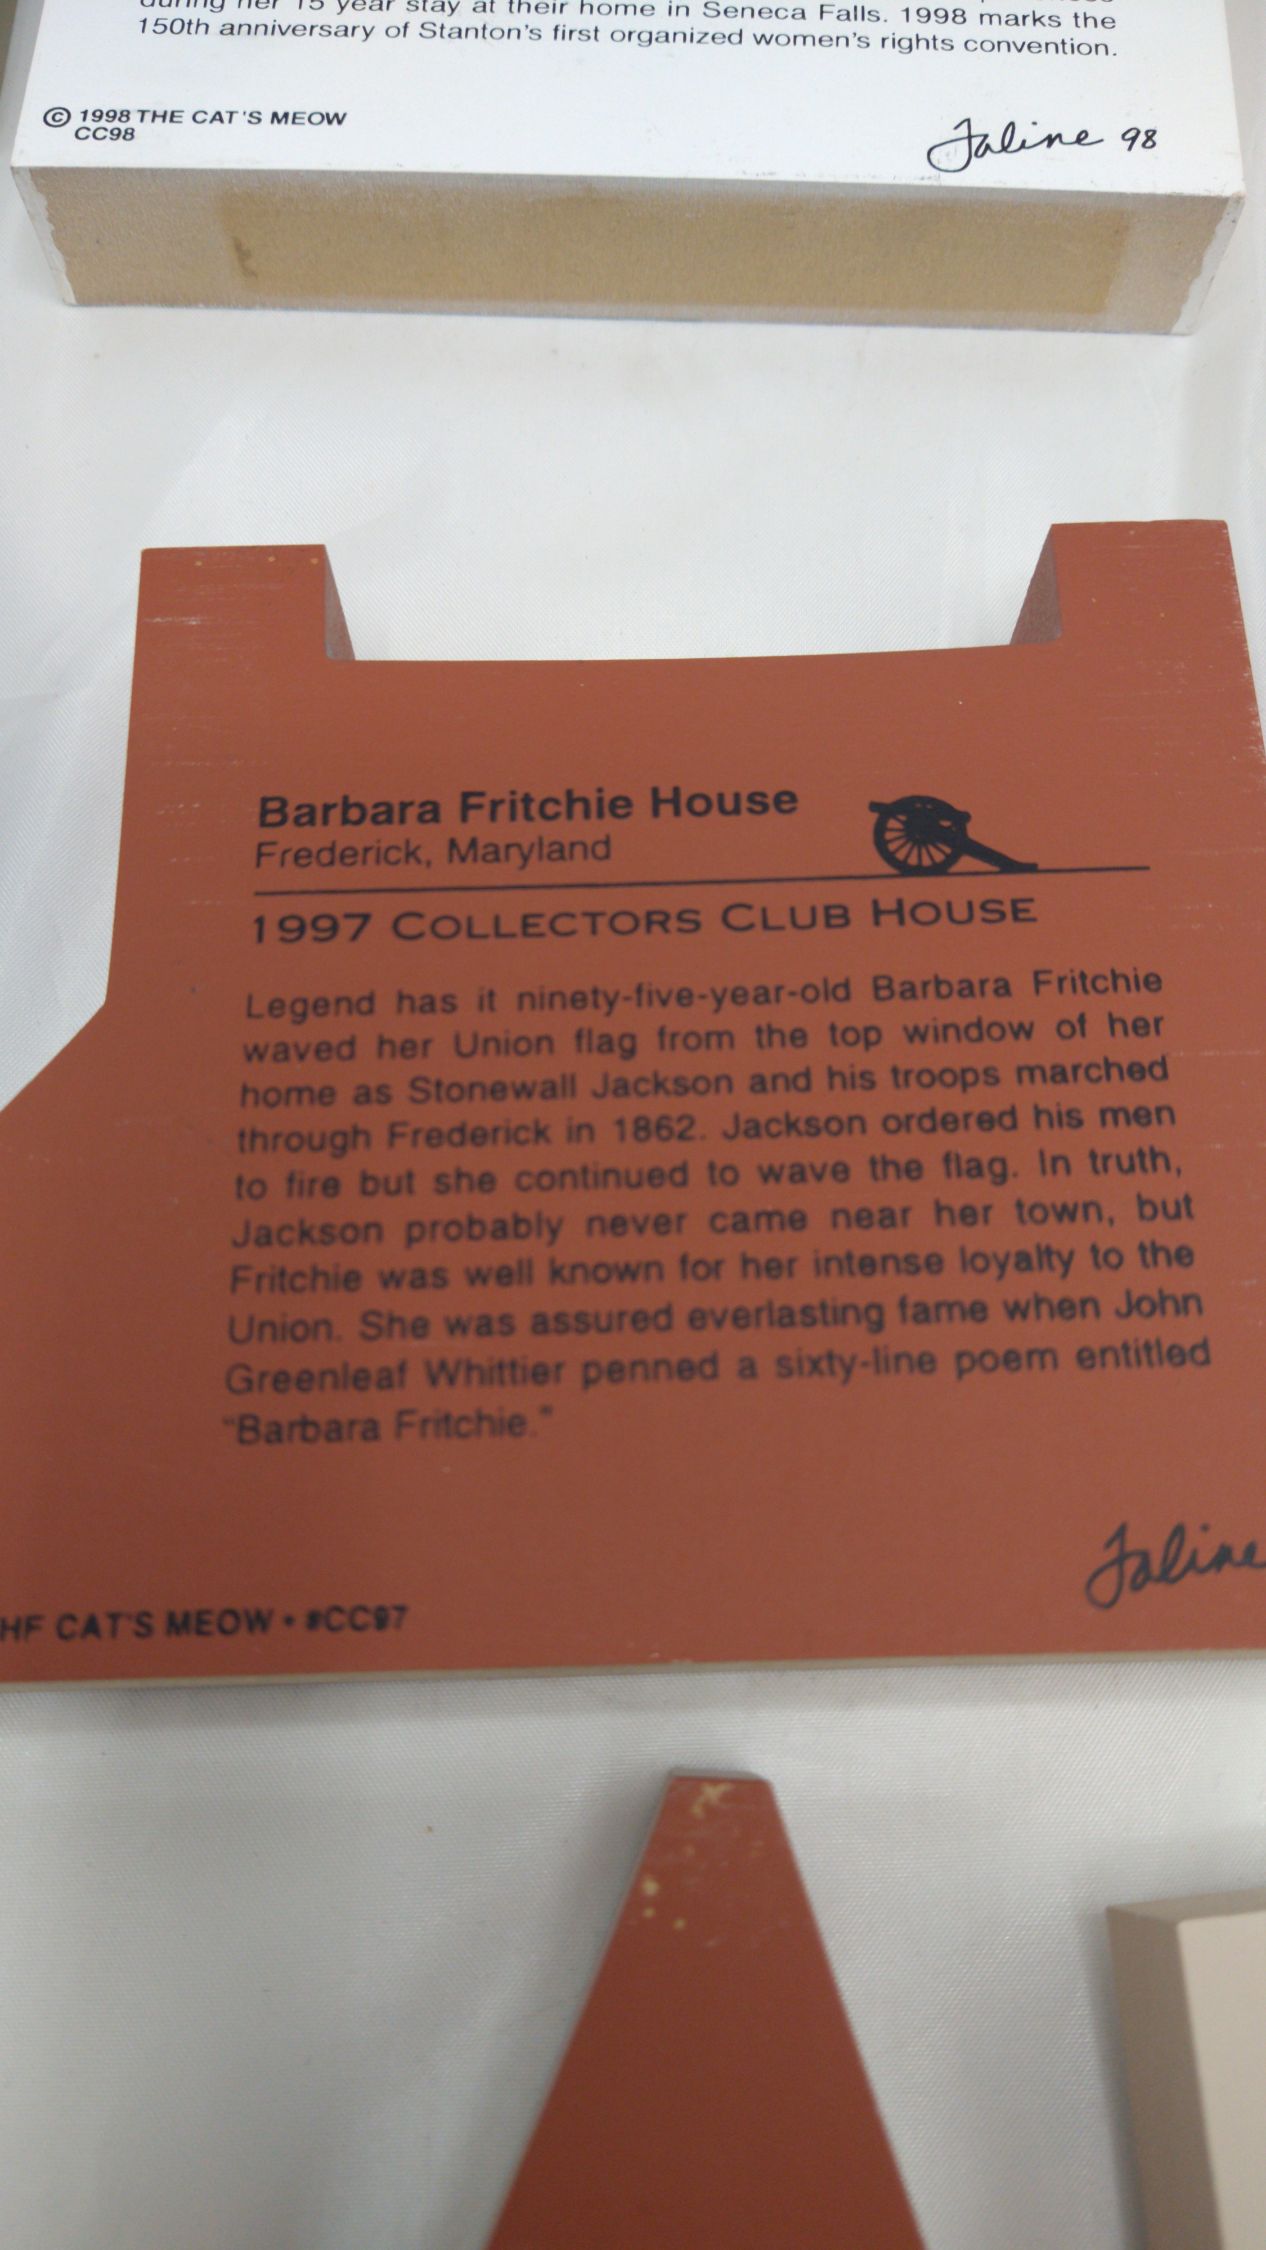 during her 15 year stay at their home in Seneca Falls. 1998 marks the
150th anniversary of Stanton's first organized women's rights convention.
© 1998 THE CAT'S MEOW
CC98
Faline 98
Barbara Fritchie House
Frederick, Maryland
1997 COLLECTORS CLUB HOUSE
Legend has it ninety-five-year-old Barbara Fritchie
waved her Union flag from the top window of her
home as Stonewall Jackson and his troops marched
through Frederick in 1862. Jackson ordered his men
to fire but she continued to wave the flag. In truth,
Jackson probably never came near her town, but
Fritchie was well known for her intense loyalty to the
Union. She was assured everlasting fame when John
Greenleaf Whittier penned a sixty-line poem entitled
"Barbara Fritchie."
Faline
HE CAT'S MEOW • #CC97